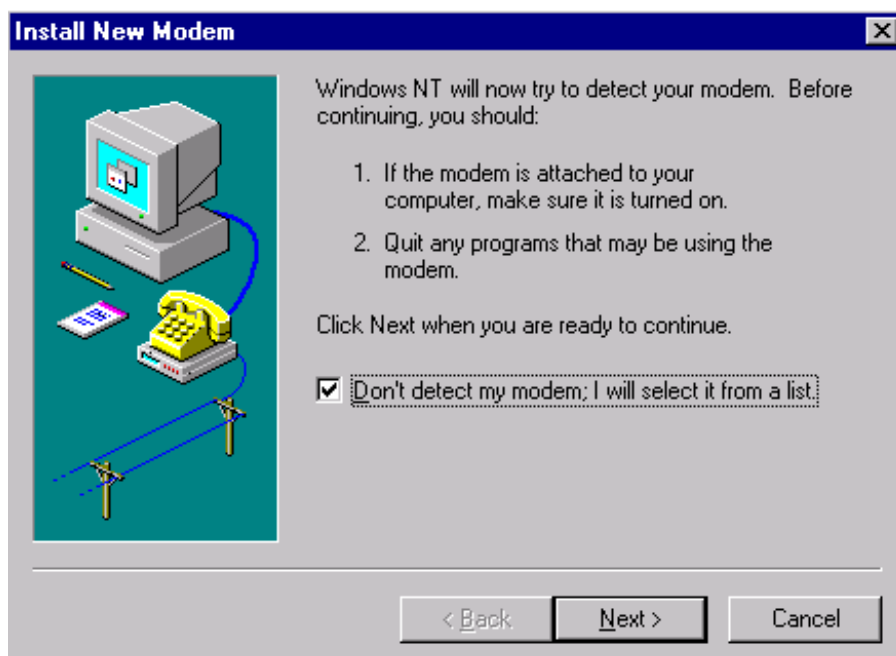 Install New Modem
Windows NT will now try to detect your modem.  Before
continuing, you should:
1. If the modem is attached to your
computer, make sure it is turned on.
2. Quit any programs that may be using the
modem.
Click Next when you are ready to continue.
Don't detect my modem; I will select it from a list.
< Back
Next >
Cancel